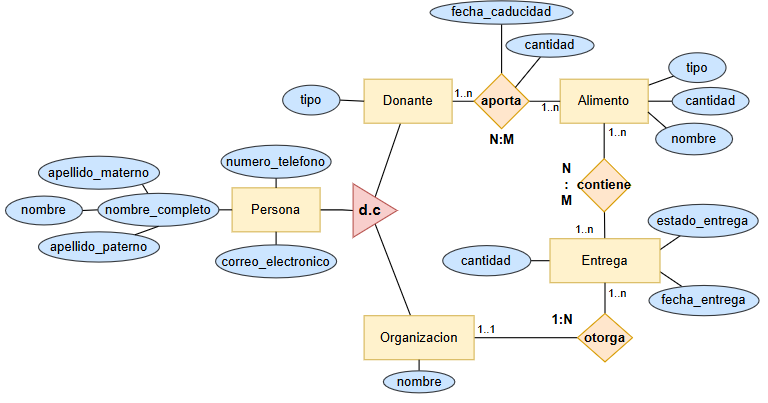 fecha_caducidad
cantidad
tipo
Donante
1..n
aporta
1..n
Alimento
tipo
cantidad
nombre
N:M
1..n
apellido_materno
nombre
nombre_completo
apellido_paterno
numero_telefono
Persona
correo_electronico
d.c
N
:
M
contiene
1..n
estado_entrega
cantidad
Entrega
fecha_entrega
1..n
1:N
otorga
Organizacion
1..1
nombre